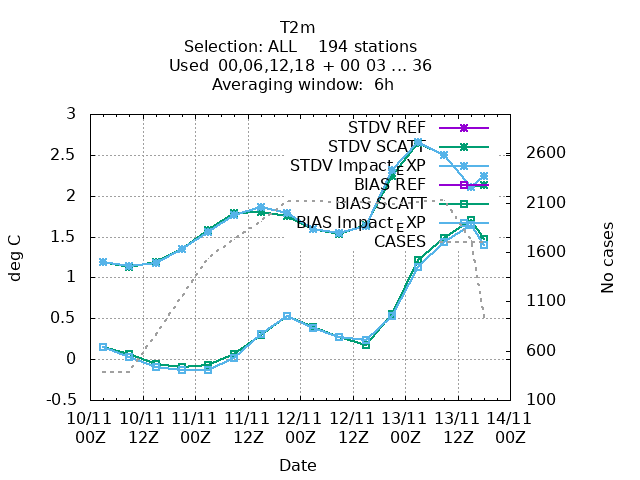 T2m
Selection: ALL    194 stations
Used  00,06,12,18 + 00 03 ... 36
Averaging window:  6h
3
2.5
2
1.5
1
0.5
0
-0.5
deg C
STDV REF
STDV SCATT
STDV Impact_EXP
BIAS REF
BIAS SCATT
BIAS Impact_EXP
CASES
2600
2100
1600
1100
600
100
No cases
10/11 10/11 11/11 11/11 12/11 12/11 13/11 13/11 14/11
00Z 12Z 00Z 12Z 00Z 12Z 00Z 12Z 00Z
Date